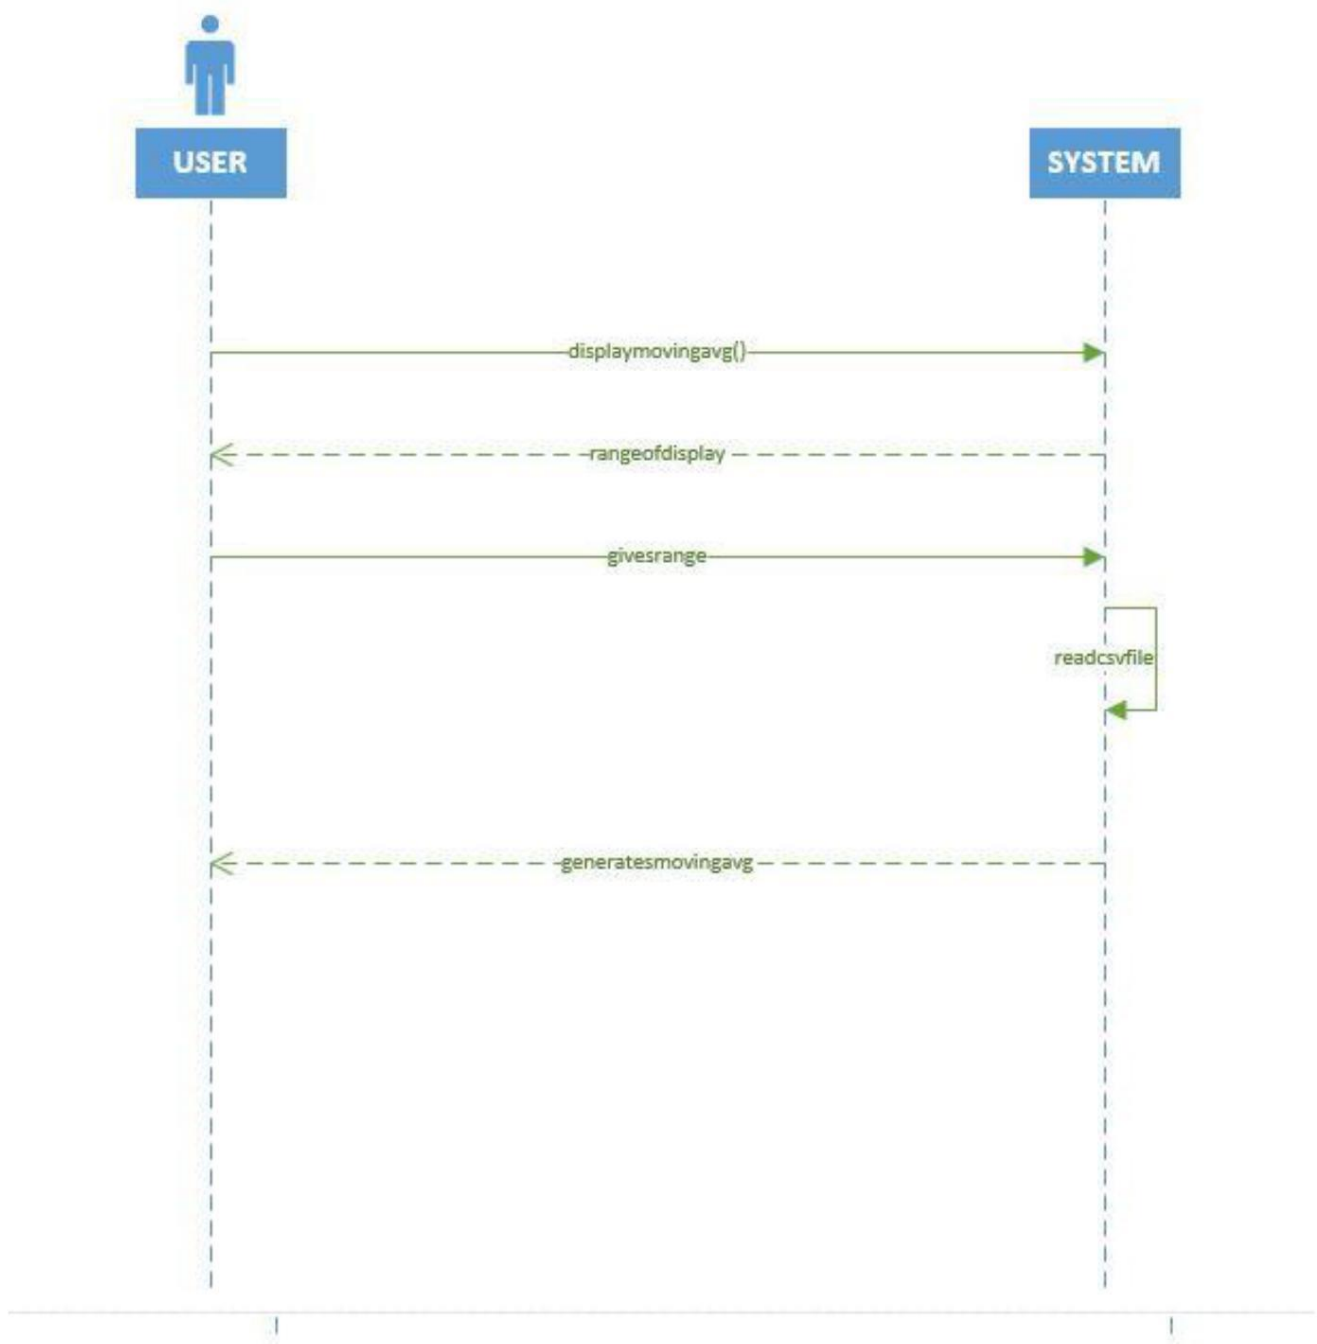 USER
SYSTEM
displaymovingavg()
rangeofdisplay
givesrange
readcsvfile
generatesmovingavg